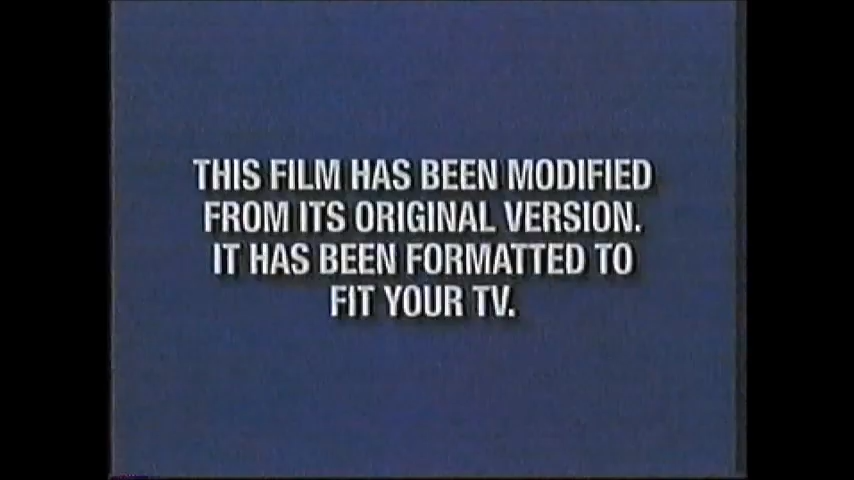 THIS FILM HAS BEEN MODIFIED
FROM ITS ORIGINAL VERSION.
IT HAS BEEN FORMATTED TO
FIT YOUR TV.